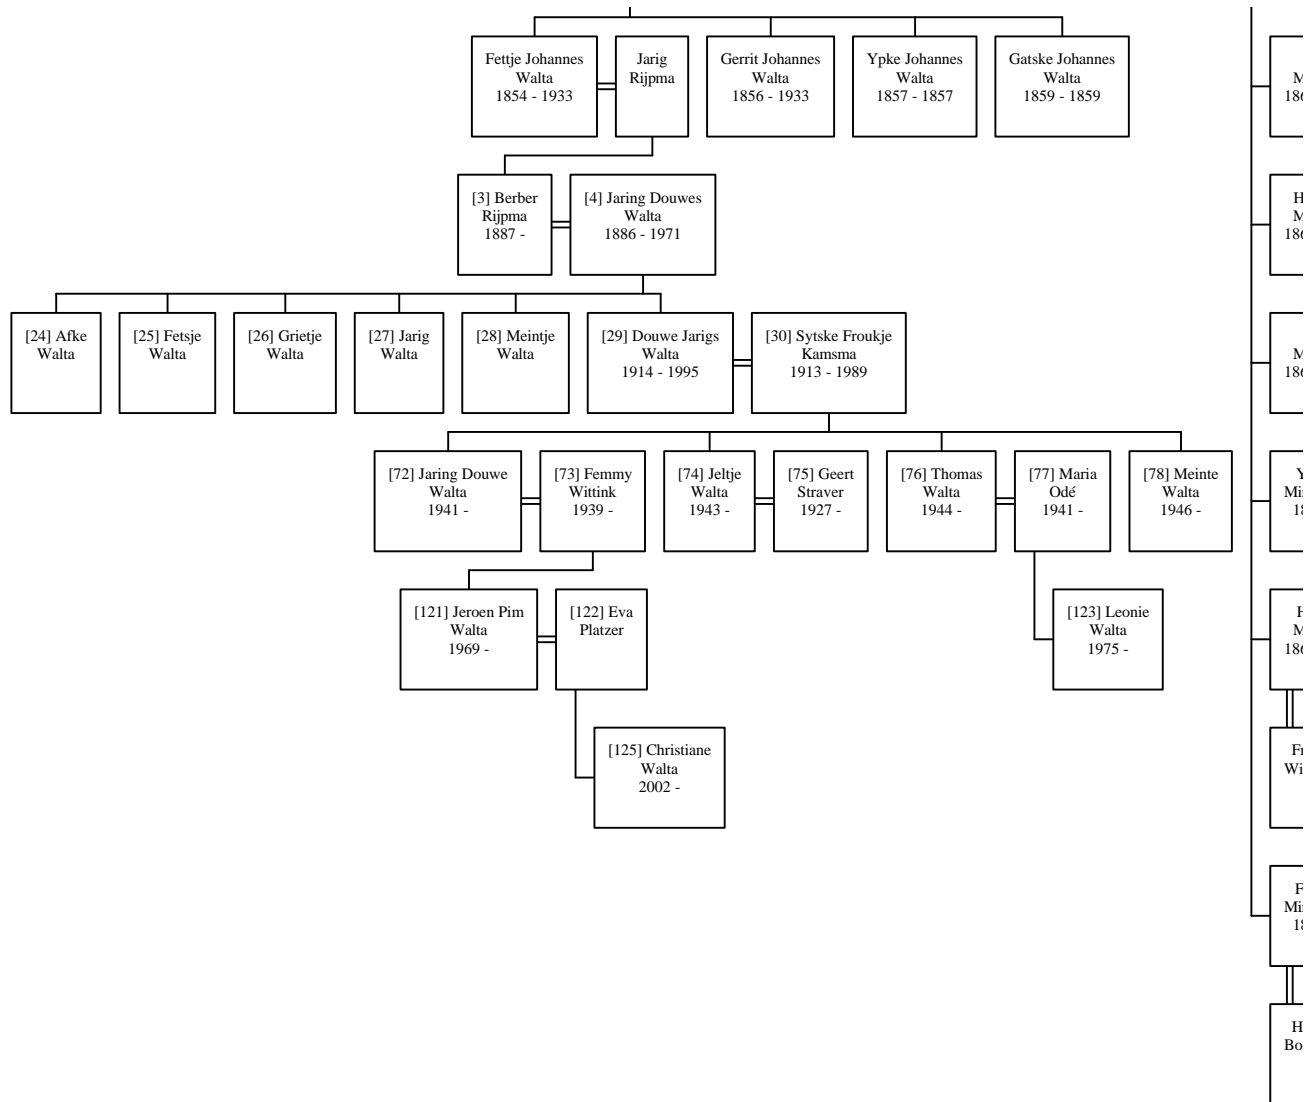 Fettje Johannes
Walta
1854 - 1933
Jarig
Rijpma
Gerrit Johannes
Walta
1856 - 1933
Ypke Johannes
Walta
1857 - 1857
Gatske Johannes
Walta
1859 - 1859
[3] Berber
Rijpma
1887 -
[4] Jaring Douwes
Walta
1886 - 1971
[24] Afke
Walta
[25] Fetsje
Walta
[26] Grietje
Walta
[27] Jarig
Walta
[28] Meintje
Walta
[29] Douwe Jarigs
Walta
1914 - 1995
[30] Sytske Froukje
Kamsma
1913 - 1989
[72] Jaring Douwe
Walta
1941 -
[73] Femmy
Wittink
1939 -
[74] Jeltje
Walta
1943 -
[75] Geert
Straver
1927 -
[76] Thomas
Walta
1944 -
[77] Maria
Odé
1941 -
[78] Meinte
Walta
1946 -
[121] Jeroen Pim
Walta
1969 -
[122] Eva
Platzer
[123] Leonie
Walta
1975 -
[125] Christiane
Walta
2002 -